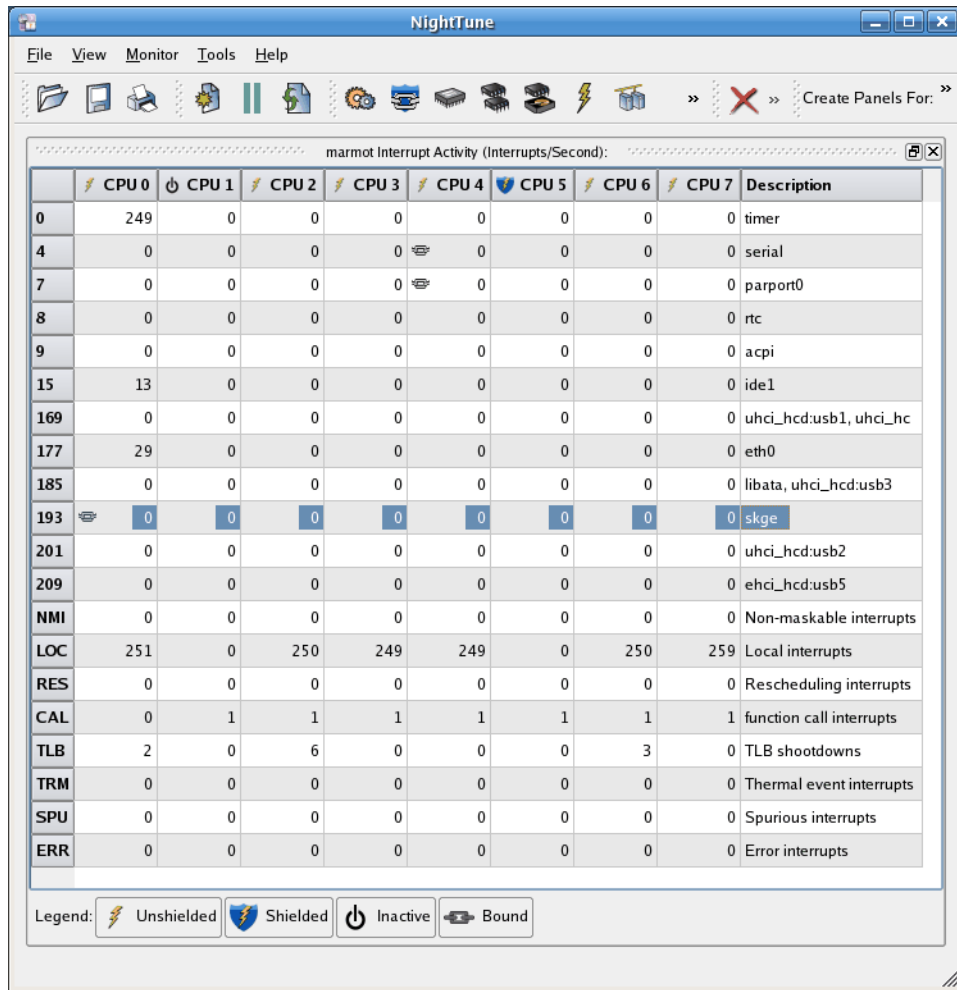 NightTune
File View Monitor Tools Help
» » Create Panels For: »
marmot Interrupt Activity (Interrupts/Second):
CPU 0 CPU 1 CPU 2 CPU 3 CPU 4 CPU 5 CPU 6 CPU 7 Description
0 249 0 0 0 0 0 0 0 timer
4 0 0 0 0 0 0 0 0 serial
7 0 0 0 0 0 0 0 0 parport0
8 0 0 0 0 0 0 0 0 rtc
9 0 0 0 0 0 0 0 0 acpi
15 13 0 0 0 0 0 0 0 ide1
169 0 0 0 0 0 0 0 0 uhci_hcd:usb1, uhci_hc
177 29 0 0 0 0 0 0 0 eth0
185 0 0 0 0 0 0 0 0 libata, uhci_hcd:usb3
193 0 0 0 0 0 0 0 0 skge
201 0 0 0 0 0 0 0 0 uhci_hcd:usb2
209 0 0 0 0 0 0 0 0 ehci_hcd:usb5
NMI 0 0 0 0 0 0 0 0 Non-maskable interrupts
LOC 251 0 250 249 249 0 250 259 Local interrupts
RES 0 0 0 0 0 0 0 0 Rescheduling interrupts
CAL 0 1 1 1 1 1 1 1 function call interrupts
TLB 2 0 6 0 0 0 3 0 TLB shootdowns
TRM 0 0 0 0 0 0 0 0 Thermal event interrupts
SPU 0 0 0 0 0 0 0 0 Spurious interrupts
ERR 0 0 0 0 0 0 0 0 Error interrupts
Legend: Unshielded Shielded Inactive Bound